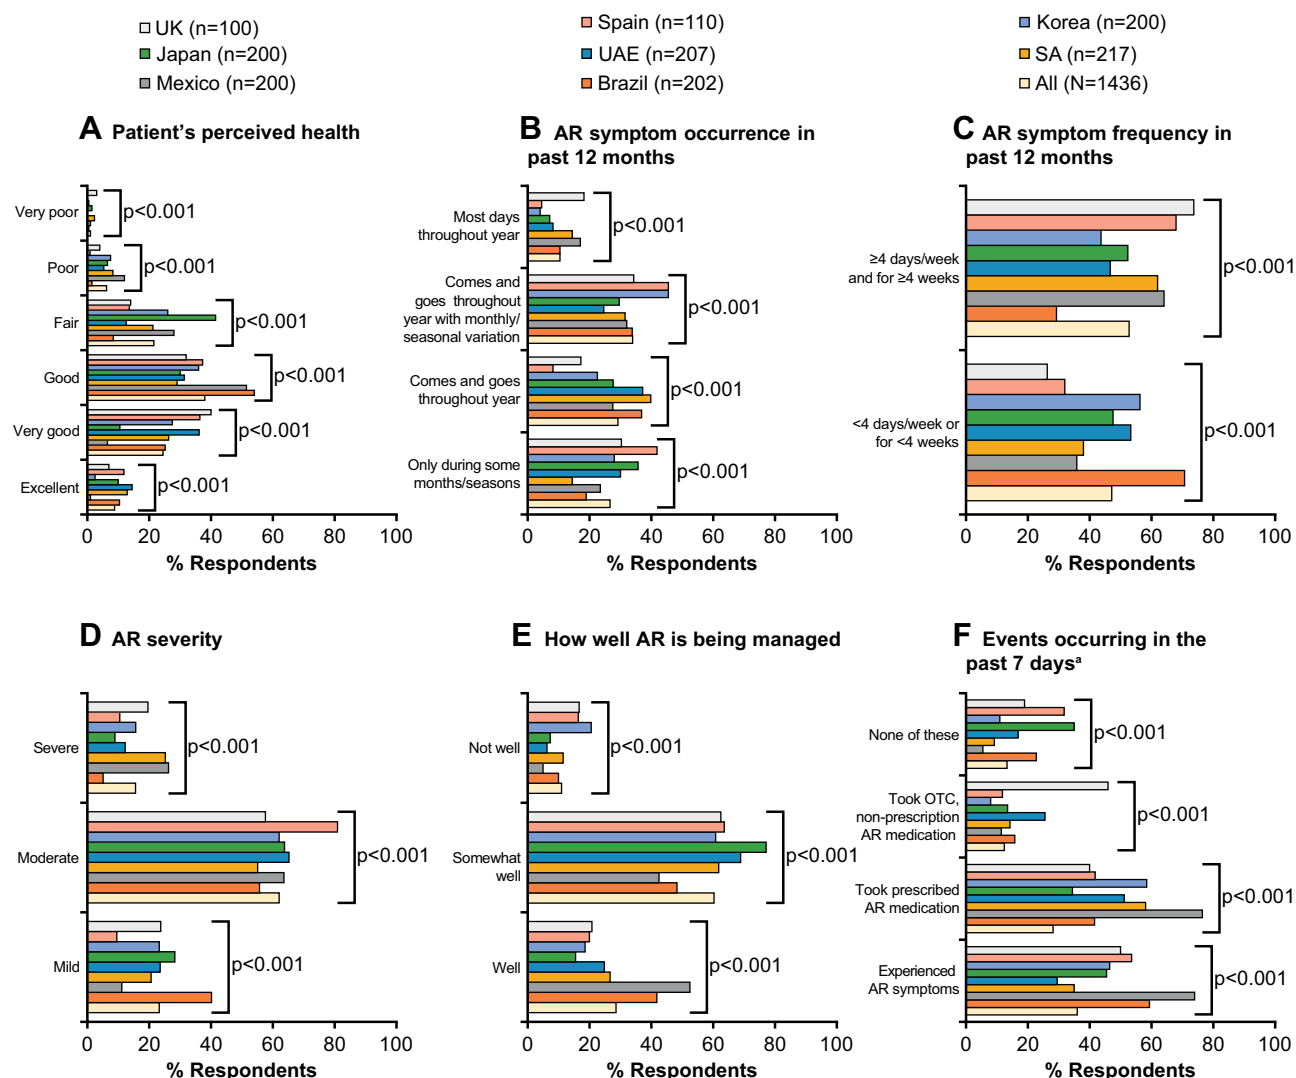 UK (n=100)
Japan (n=200)
Mexico (n=200)
Spain (n=110)
UAE (n=207)
Brazil (n=202)
Korea (n=200)
SA (n=217)
All (N=1436)
A Patient's perceived health
Very poor
Poor
Fair
Good
Very good
Excellent
p<0.001
p<0.001
p<0.001
p<0.001
p<0.001
p<0.001
0 20 40 60 80 100
% Respondents
B AR symptom occurrence in
past 12 months
Most days
throughout year
Comes and
goes throughout
year with monthly/
seasonal variation
Comes and goes
throughout year
Only during some
months/seasons
p<0.001
p<0.001
p<0.001
p<0.001
0 20 40 60 80 100
% Respondents
C AR symptom frequency in
past 12 months
≥4 days/week
and for ≥4 weeks
<4 days/week or
for <4 weeks
p<0.001
p<0.001
0 20 40 60 80 100
% Respondents
D AR severity
Severe
Moderate
Mild
p<0.001
p<0.001
p<0.001
0 20 40 60 80 100
% Respondents
E How well AR is being managed
Not well
Somewhat
well
Well
p<0.001
p<0.001
p<0.001
0 20 40 60 80 100
% Respondents
F Events occurring in the
past 7 daysᵃ
None of these
Took OTC,
non-prescription
AR medication
Took prescribed
AR medication
Experienced
AR symptoms
p<0.001
p<0.001
p<0.001
p<0.001
0 20 40 60 80 100
% Respondents